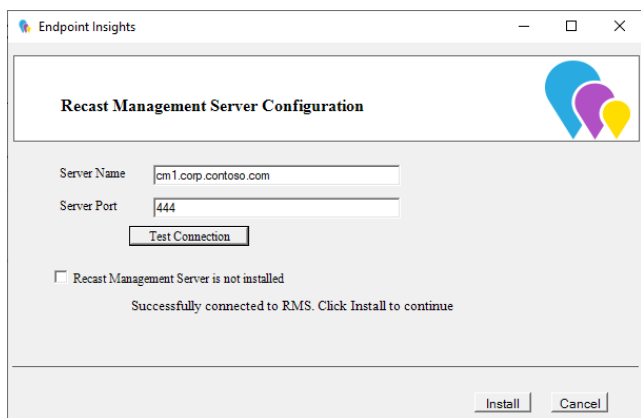 Endpoint Insights
Recast Management Server Configuration
Server Name cm1.corp.contoso.com
Server Port 444
Test Connection
Recast Management Server is not installed
Successfully connected to RMS. Click Install to continue
Install Cancel